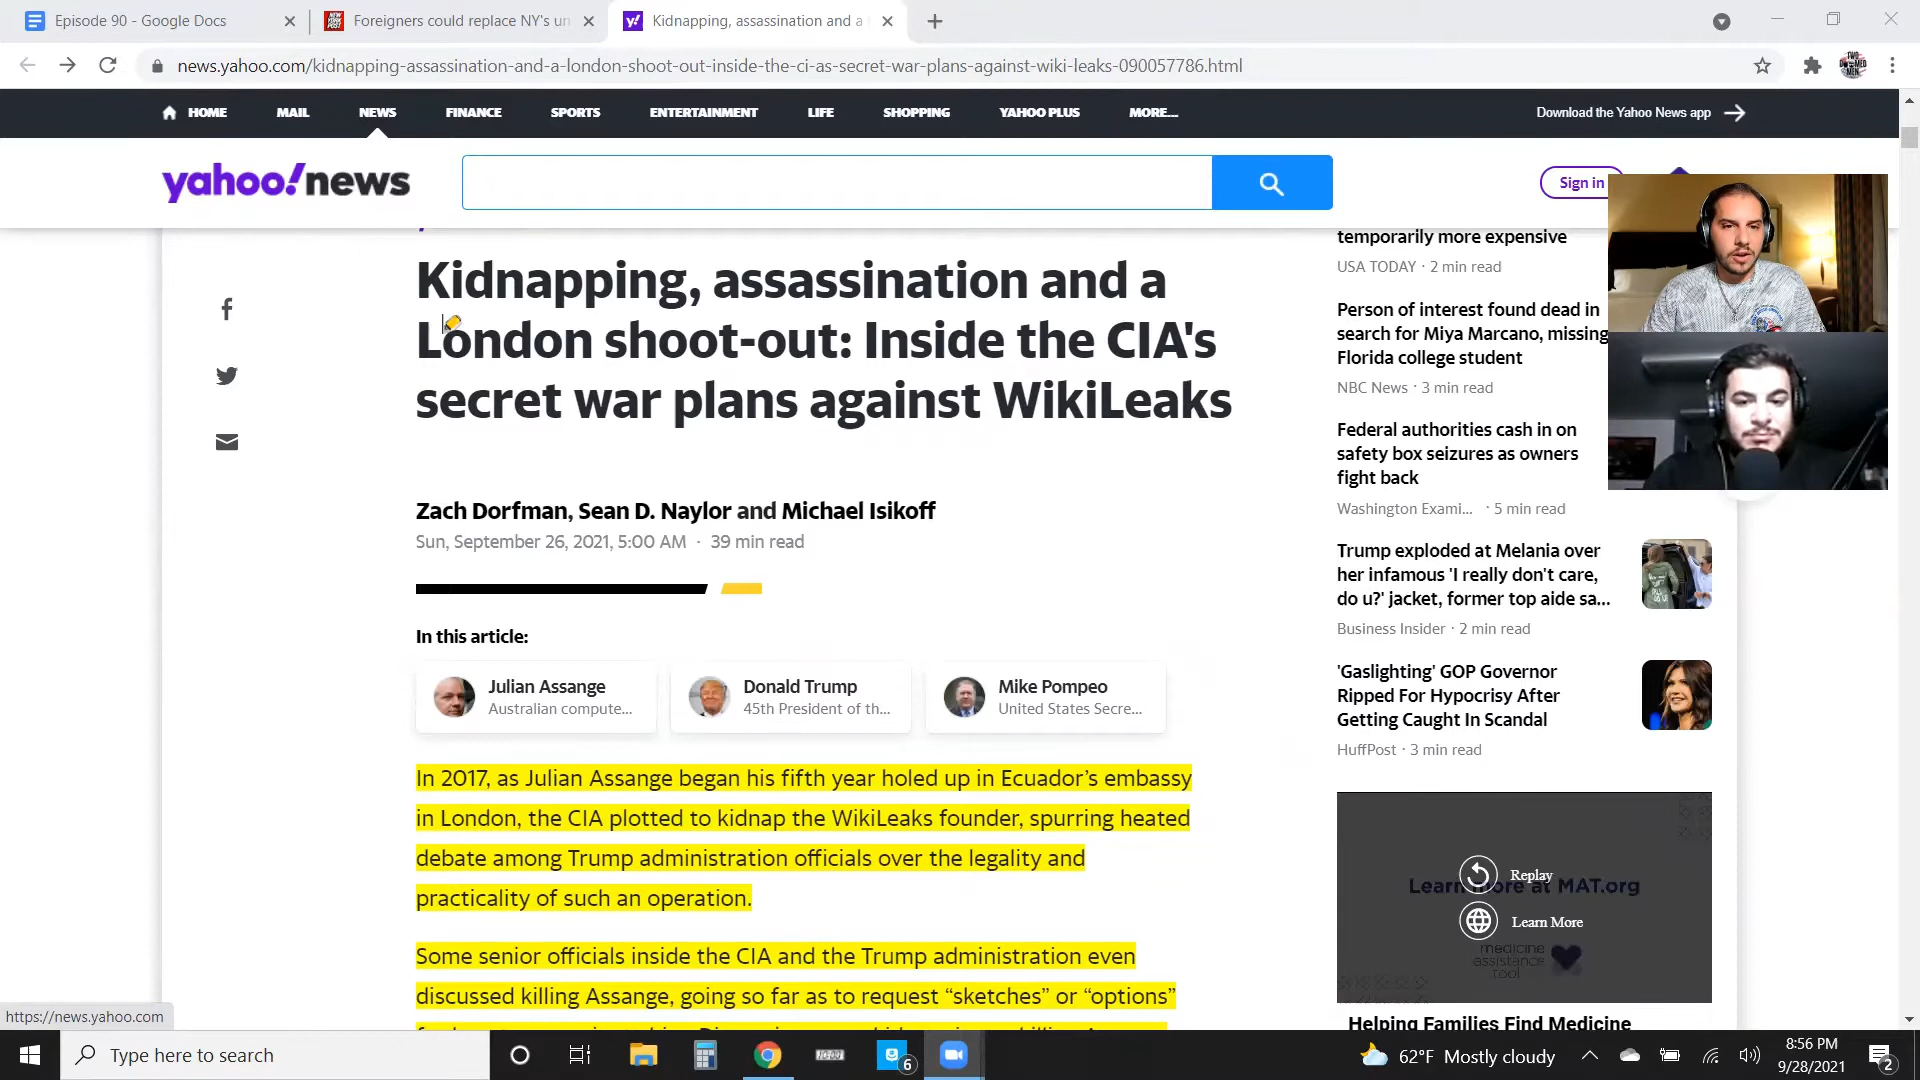 Episode 90 - Google Docs
Foreigners could replace NY's un
Kidnapping, assassination and a
news.yahoo.com/kidnapping-assassination-and-a-london-shoot-out-inside-the-ci-as-secret-war-plans-against-wiki-leaks-090057786.html
HOME MAIL NEWS FINANCE SPORTS ENTERTAINMENT LIFE SHOPPING YAHOO PLUS MORE...
Download the Yahoo News app
yahoo!news
Sign in
Kidnapping, assassination and a
London shoot-out: Inside the CIA's
secret war plans against WikiLeaks
Zach Dorfman, Sean D. Naylor and Michael Isikoff
Sun, September 26, 2021, 5:00 AM · 39 min read
In this article:
Julian Assange
Australian compute...
Donald Trump
45th President of th...
Mike Pompeo
United States Secre...
In 2017, as Julian Assange began his fifth year holed up in Ecuador’s embassy
in London, the CIA plotted to kidnap the WikiLeaks founder, spurring heated
debate among Trump administration officials over the legality and
practicality of such an operation.
Some senior officials inside the CIA and the Trump administration even
discussed killing Assange, going so far as to request “sketches” or “options”
temporarily more expensive
USA TODAY · 2 min read
Person of interest found dead in
search for Miya Marcano, missing
Florida college student
NBC News · 3 min read
Federal authorities cash in on
safety box seizures as owners
fight back
Washington Exami... · 5 min read
Trump exploded at Melania over
her infamous 'I really don't care,
do u?' jacket, former top aide sa...
Business Insider · 2 min read
'Gaslighting' GOP Governor
Ripped For Hypocrisy After
Getting Caught In Scandal
HuffPost · 3 min read
Replay
Learn more at MAT.org
Learn More
medicine
assistance
tool
Helping Families Find Medicine
https://news.yahoo.com
Type here to search
6
62°F Mostly cloudy
8:56 PM
9/28/2021
2